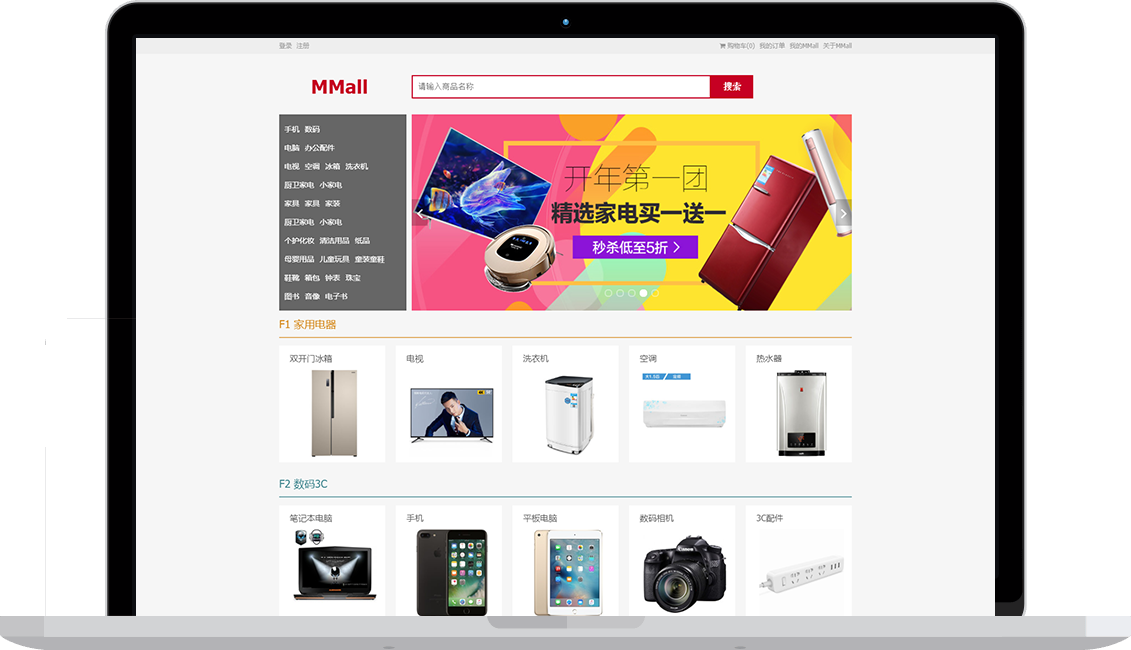 登录 注册
购物车(0) 我的订单 我的MMall 关于MMall
MMall
请输入商品名称
搜索
手机 数码
电脑 办公配件
电视 空调 冰箱 洗衣机
厨卫家电 小家电
家具 家具 家装
厨卫家电 小家电
个护化妆 清洁用品 纸品
母婴用品 儿童玩具 童装童鞋
鞋靴 箱包 钟表 珠宝
图书 音像 电子书
开年第一团
精选家电买一送一
秒杀低至5折 >
F1 家用电器
双开门冰箱
电视
洗衣机
空调
热水器
F2 数码3C
笔记本电脑
手机
平板电脑
数码相机
3C配件
Canon